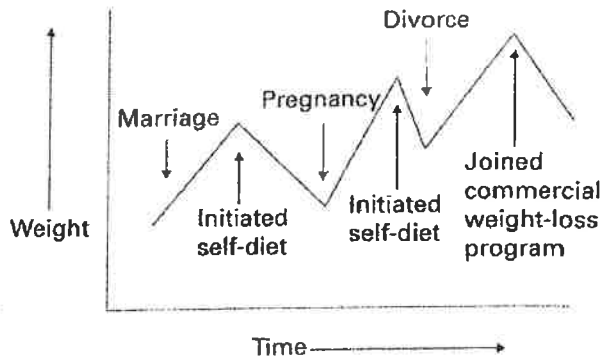 Divorce
Pregnancy
Marriage
Weight
Initiated
self-diet
Initiated
self-diet
Joined
commercial
weight-loss
program
Time